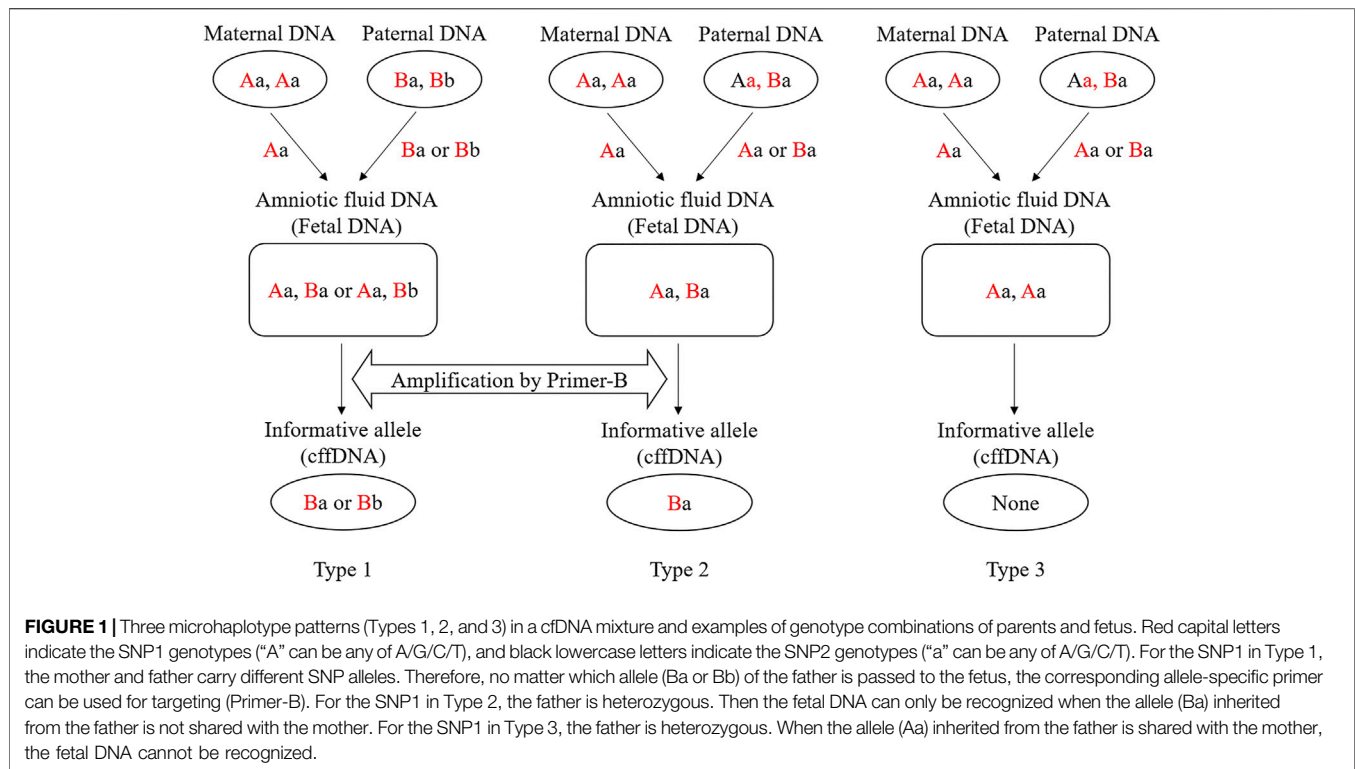 Maternal DNA Paternal DNA Maternal DNA Paternal DNA Maternal DNA Paternal DNA
Aa, Aa Ba, Bb Aa, Aa Aa, Ba Aa, Aa Aa, Ba
Aa Ba or Bb Aa Aa or Ba Aa Aa or Ba
Amniotic fluid DNA Amniotic fluid DNA Amniotic fluid DNA
(Fetal DNA) (Fetal DNA) (Fetal DNA)
Aa, Ba or Aa, Bb Aa, Ba Aa, Aa
Amplification by Primer-B
Informative allele Informative allele Informative allele
(cffDNA) (cffDNA) (cffDNA)
Ba or Bb Ba None
Type 1 Type 2 Type 3
FIGURE 1 | Three microhaplotype patterns (Types 1, 2, and 3) in a cfDNA mixture and examples of genotype combinations of parents and fetus. Red capital letters
indicate the SNP1 genotypes (“A” can be any of A/G/C/T), and black lowercase letters indicate the SNP2 genotypes (“a” can be any of A/G/C/T). For the SNP1 in Type 1,
the mother and father carry different SNP alleles. Therefore, no matter which allele (Ba or Bb) of the father is passed to the fetus, the corresponding allele-specific primer
can be used for targeting (Primer-B). For the SNP1 in Type 2, the father is heterozygous. Then the fetal DNA can only be recognized when the allele (Ba) inherited
from the father is not shared with the mother. For the SNP1 in Type 3, the father is heterozygous. When the allele (Aa) inherited from the father is shared with the mother,
the fetal DNA cannot be recognized.